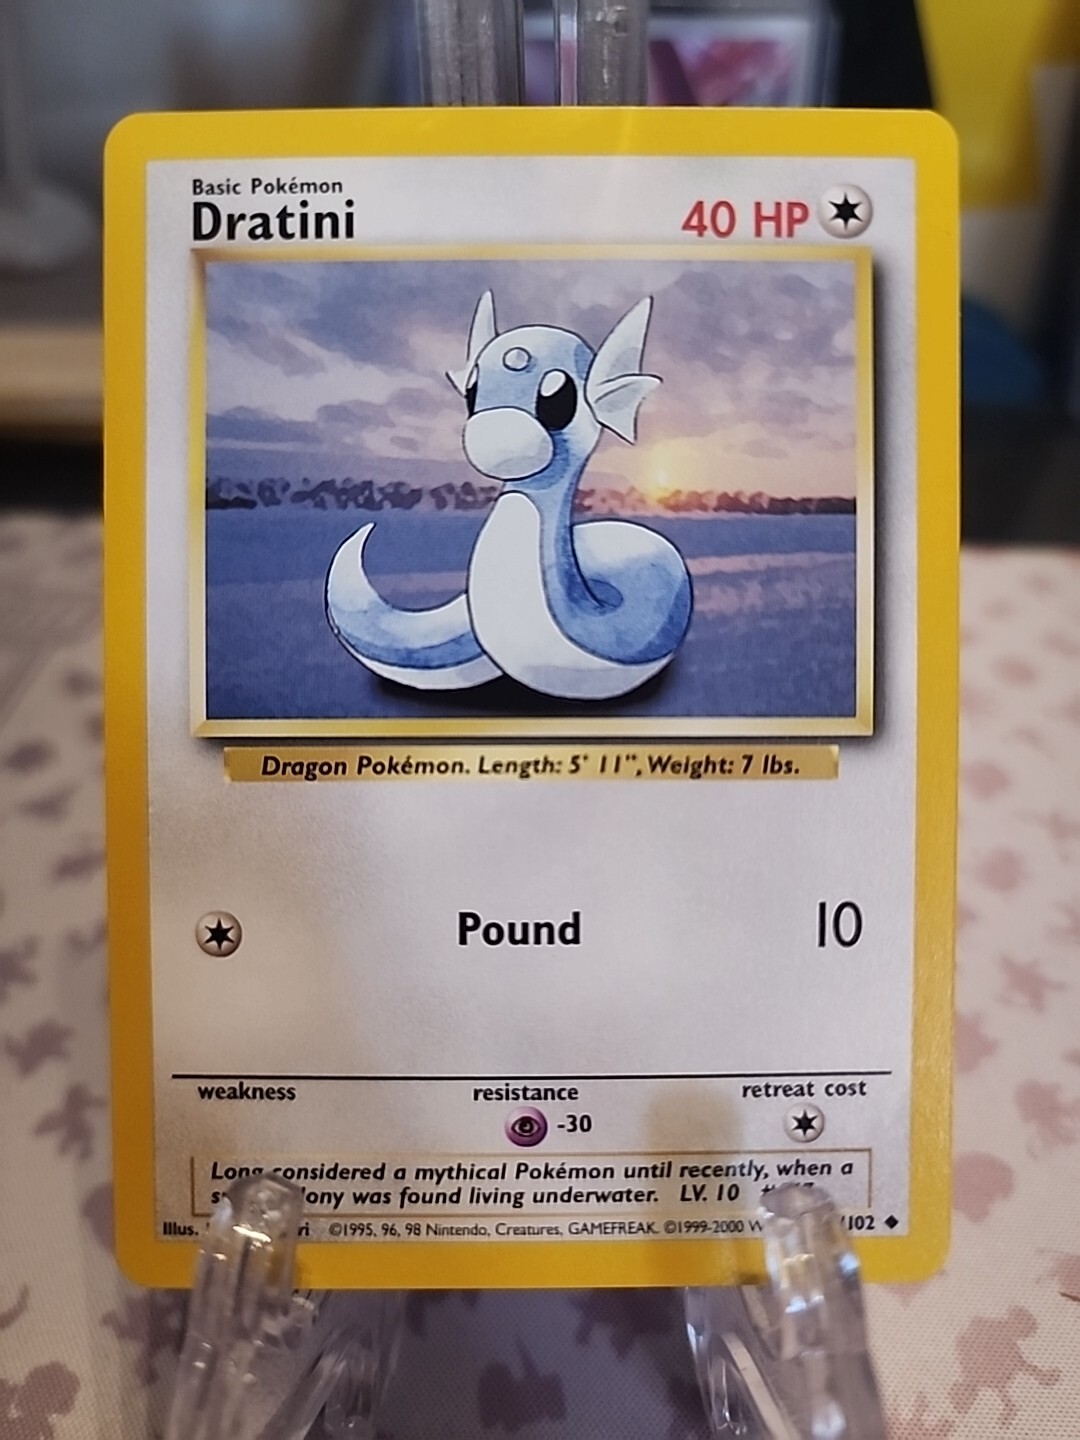 Basic Pokémon
Dratini 40 HP
Dragon Pokémon. Length: 5' 11", Weight: 7 lbs.
Pound 10
weakness resistance retreat cost
-30
Long considered a mythical Pokémon until recently, when a
lony was found living underwater. LV. 10
Illus. ©1995, 96, 98 Nintendo, Creatures, GAMEFREAK. ©1999-2000 W /102